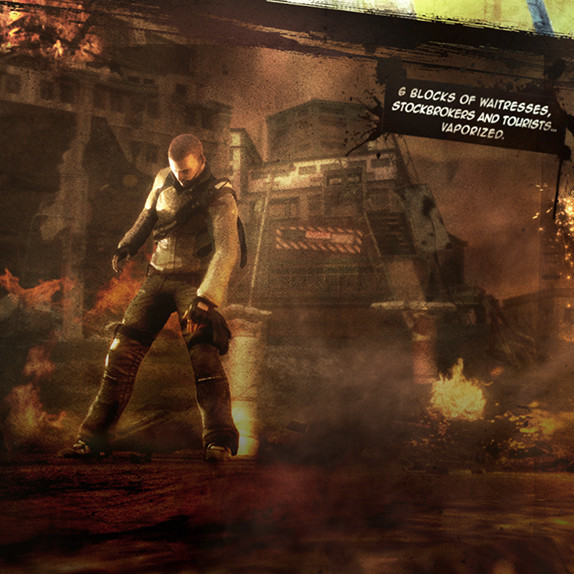 6 BLOCKS OF WAITRESSES,
STOCKBROKERS AND TOURISTS...
VAPORIZED.